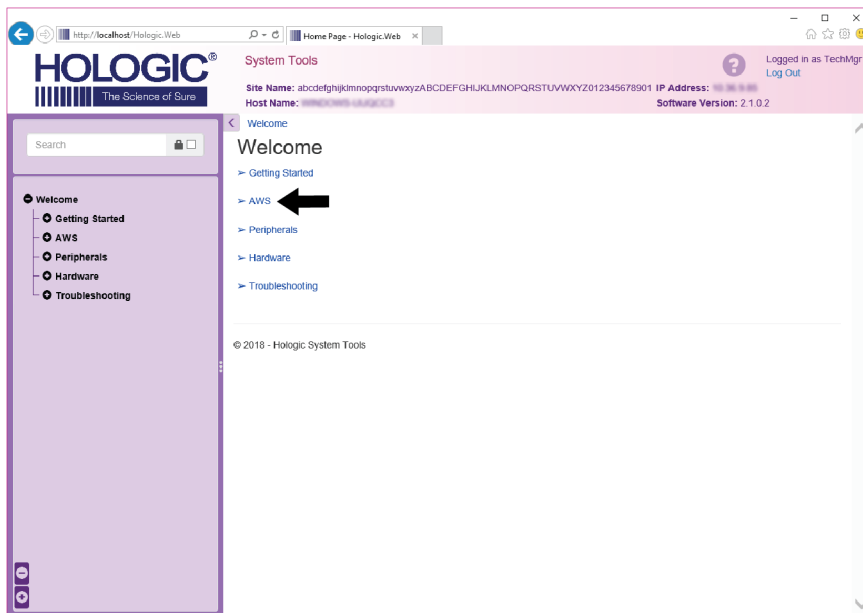 http://localhost/Hologic.Web
Home Page - Hologic.Web
HOLOGIC®
The Science of Sure
System Tools
Logged in as TechMgr
Log Out
Site Name: abcdefghijklmnopqrstuvwxyzABCDEFGHIJKLMNOPQRSTUVWXYZ012345678901 IP Address:
Host Name:
Software Version: 2.1.0.2
Search
Welcome
Getting Started
AWS
Peripherals
Hardware
Troubleshooting
Welcome
Welcome
➢ Getting Started
➢ AWS
➢ Peripherals
➢ Hardware
➢ Troubleshooting
© 2018 - Hologic System Tools